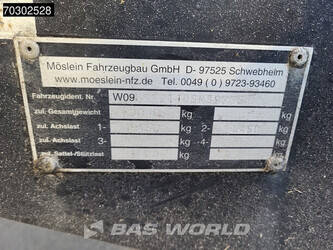 70302508
Möslein Fahrzeugbau GmbH D- 97525 Schwebheim
www.moeslein-nfz.de Tel. 0049 (0) 9723-93460
Fahrzeugident. Nr. W09
zul. Gesamtgewicht kg kg
zul. Achslast 1- kg 2- kg
zul. Achslast 3- kg 4- kg
zul. Sattel-/Stützlast kg
BAS WORLD